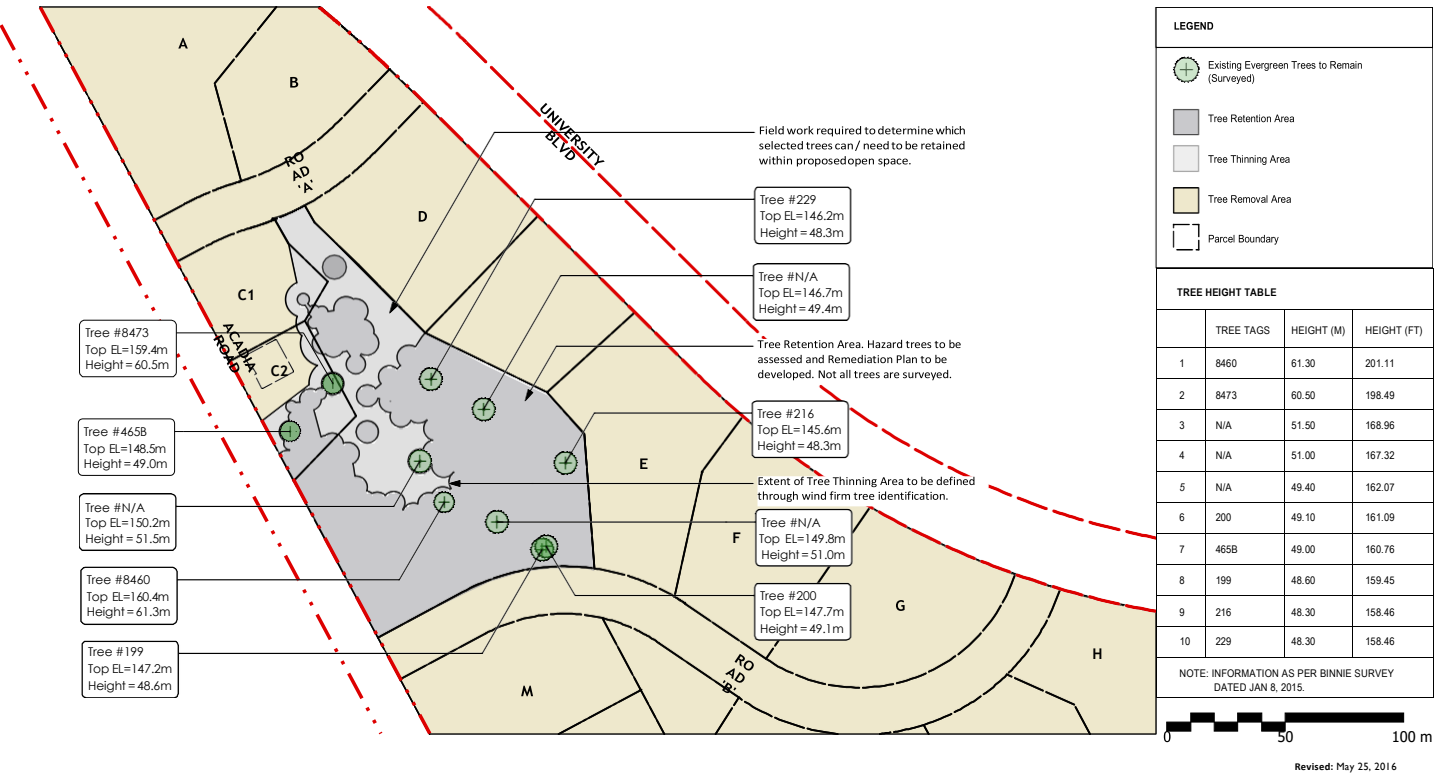 A
B
UNIVERSITY
BLVD
RO
AD
'A'
D
C1
ACADIA
ROAD
C2
E
F
G
H
M
RO
AD
'B'
Field work required to determine which
selected trees can / need to be retained
within proposed open space.
Tree #229
Top EL=146.2m
Height = 48.3m
Tree #N/A
Top EL=146.7m
Height = 49.4m
Tree Retention Area. Hazard trees to be
assessed and Remediation Plan to be
developed. Not all trees are surveyed.
Tree #216
Top EL=145.6m
Height = 48.3m
Extent of Tree Thinning Area to be defined
through wind firm tree identification.
Tree #N/A
Top EL=149.8m
Height = 51.0m
Tree #200
Top EL=147.7m
Height = 49.1m
Tree #8473
Top EL=159.4m
Height = 60.5m
Tree #465B
Top EL=148.5m
Height = 49.0m
Tree #N/A
Top EL=150.2m
Height = 51.5m
Tree #8460
Top EL=160.4m
Height = 61.3m
Tree #199
Top EL=147.2m
Height = 48.6m
LEGEND
Existing Evergreen Trees to Remain
(Surveyed)
Tree Retention Area
Tree Thinning Area
Tree Removal Area
Parcel Boundary
TREE HEIGHT TABLE
TREE TAGS HEIGHT (M) HEIGHT (FT)
1 8460 61.30 201.11
2 8473 60.50 198.49
3 N/A 51.50 168.96
4 N/A 51.00 167.32
5 N/A 49.40 162.07
6 200 49.10 161.09
7 465B 49.00 160.76
8 199 48.60 159.45
9 216 48.30 158.46
10 229 48.30 158.46
NOTE: INFORMATION AS PER BINNIE SURVEY
DATED JAN 8, 2015.
0 50 100 m
Revised: May 25, 2016